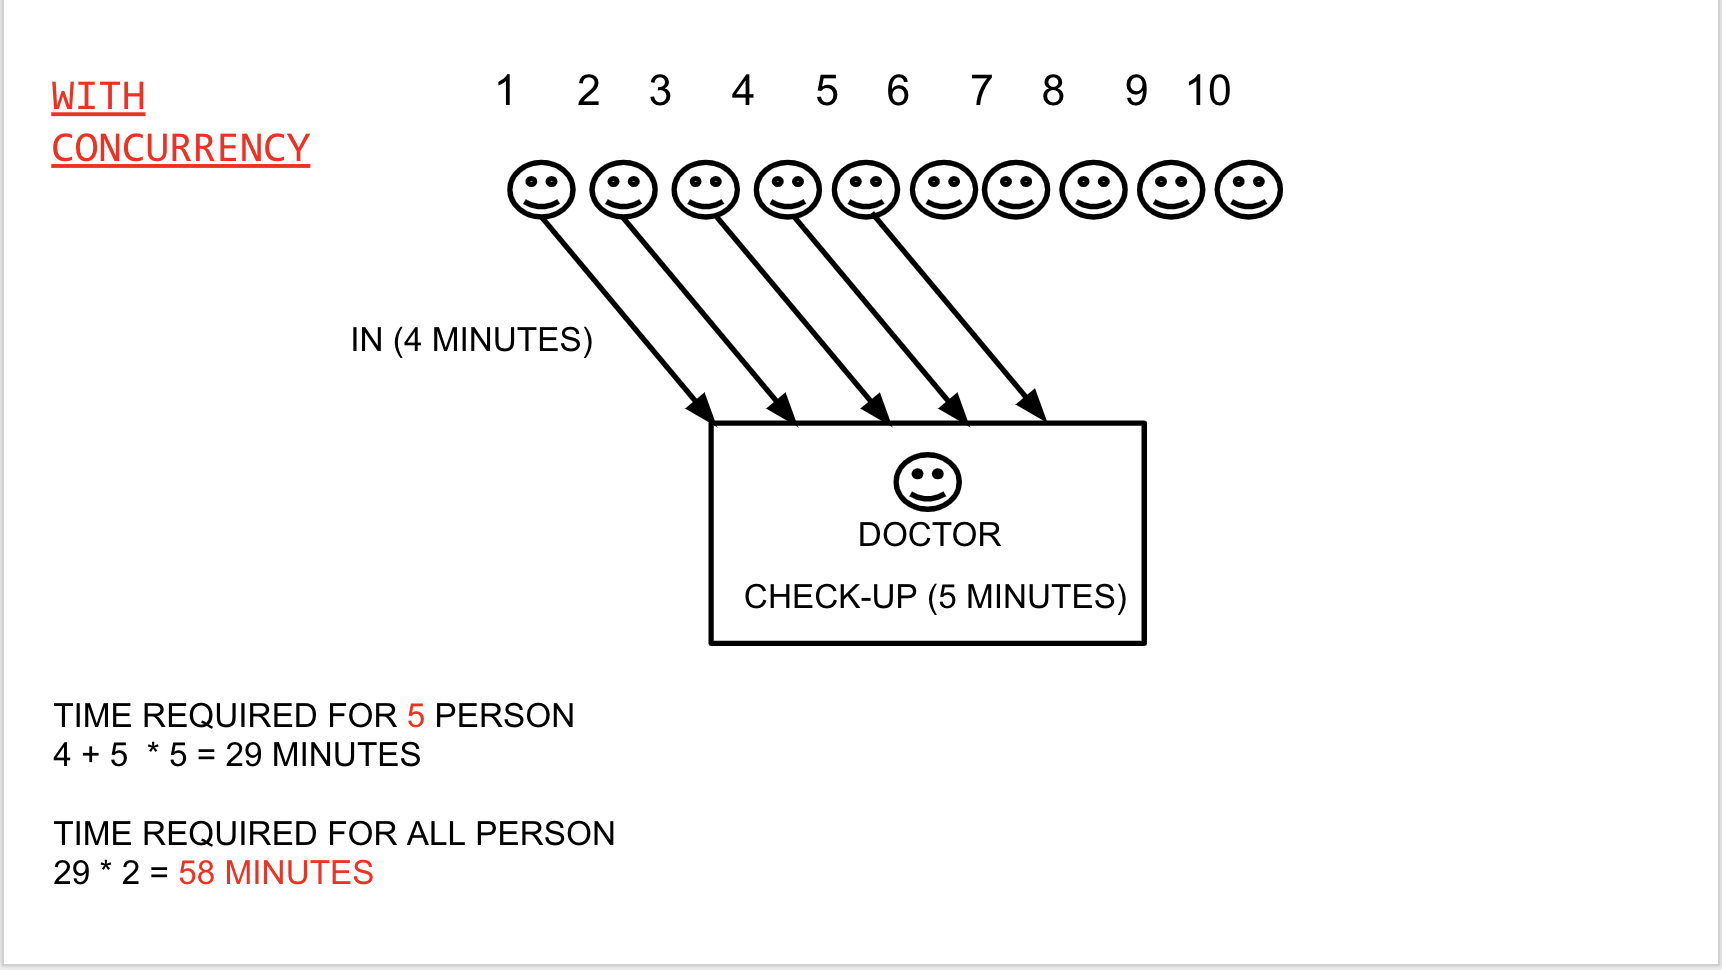 WITH
CONCURRENCY
1 2 3 4 5 6 7 8 9 10
IN (4 MINUTES)
DOCTOR
CHECK-UP (5 MINUTES)
TIME REQUIRED FOR 5 PERSON
4 + 5 * 5 = 29 MINUTES
TIME REQUIRED FOR ALL PERSON
29 * 2 = 58 MINUTES